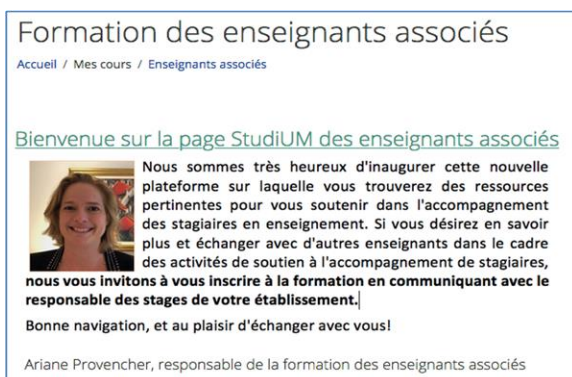 Formation des enseignants associés
Accueil / Mes cours / Enseignants associés
Bienvenue sur la page StudiUM des enseignants associés
Nous sommes très heureux d'inaugurer cette nouvelle
plateforme sur laquelle vous trouverez des ressources
pertinentes pour vous soutenir dans l'accompagnement
des stagiaires en enseignement. Si vous désirez en savoir
plus et échanger avec d'autres enseignants dans le cadre
des activités de soutien à l'accompagnement de stagiaires,
nous vous invitons à vous inscrire à la formation en communiquant avec le
responsable des stages de votre établissement.
Bonne navigation, et au plaisir d'échanger avec vous!
Ariane Provencher, responsable de la formation des enseignants associés